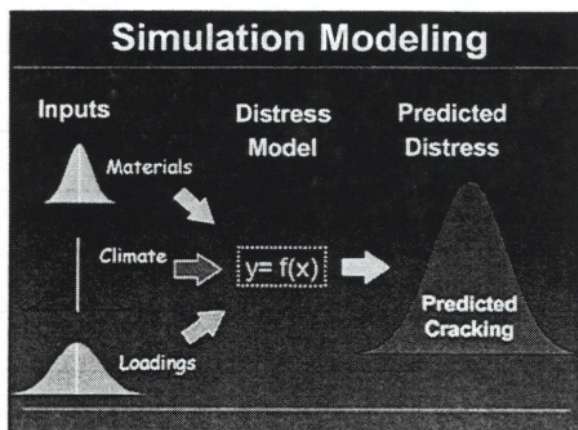 Simulation Modeling
Inputs
Distress
Model
Predicted
Distress
Materials
Climate
Loadings
y= f(x)
Predicted
Cracking